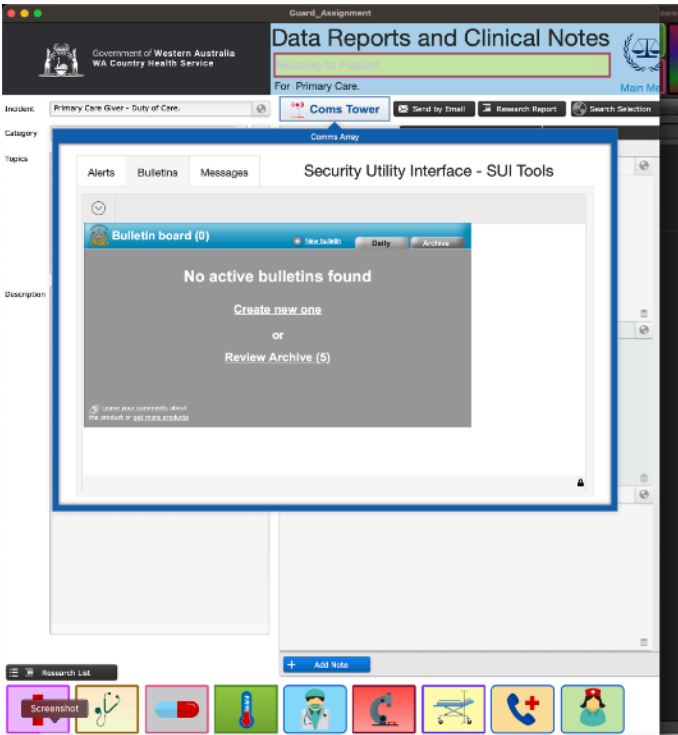 Guard_Assignment
Government of Western Australia
WA Country Health Service
Data Reports and Clinical Notes
Relating to Patient
For Primary Care.
Main Me
Incident
Primary Care Giver - Duty of Care.
Coms Tower
Send by Email
Research Report
Search Selection
Category
Comms Array
Topics
Alerts
Bulletins
Messages
Security Utility Interface - SUI Tools
Bulletin board (0)
New bulletin
Daily
Archive
No active bulletins found
Create new one
or
Review Archive (5)
Description
Leave your comments about
the product or get more products
Add Note
Research List
Screenshot